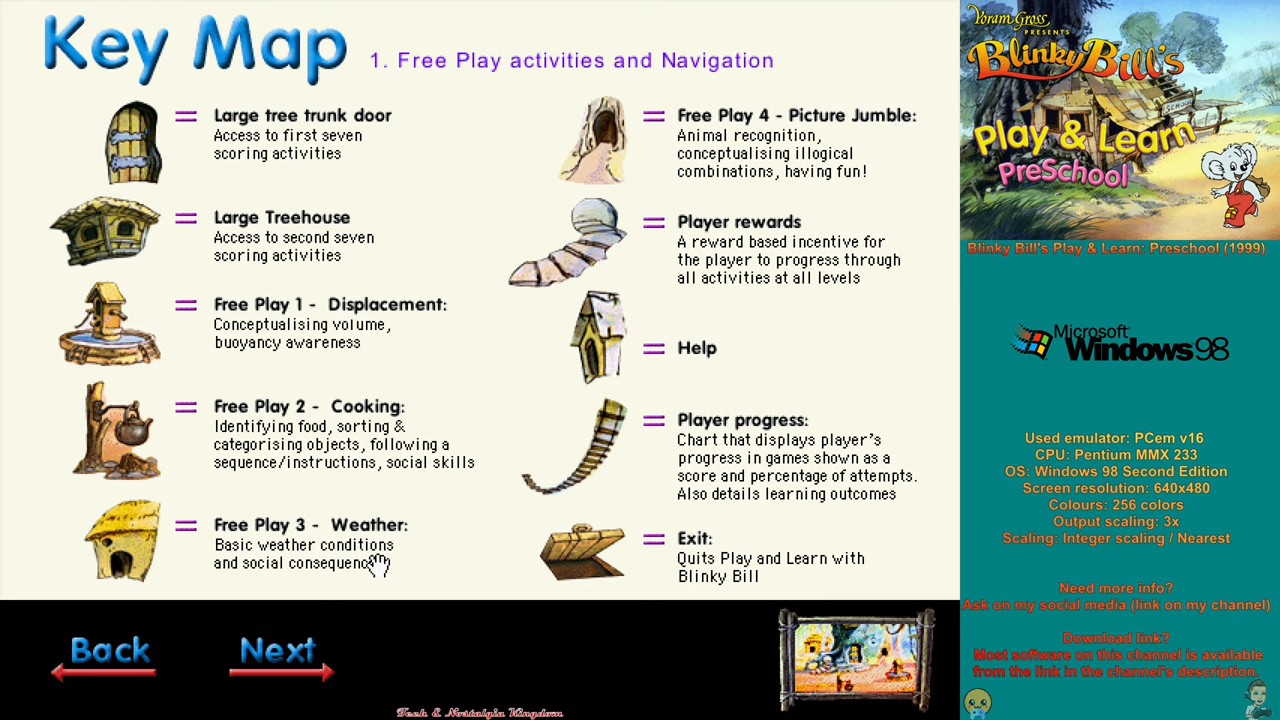 Key Map
1. Free Play activities and Navigation
= Large tree trunk door
Access to first seven
scoring activities
= Large Treehouse
Access to second seven
scoring activities
= Free Play 1 - Displacement:
Conceptualising volume,
buoyancy awareness
= Free Play 2 - Cooking:
Identifying food, sorting &
categorising objects, following a
sequence/instructions, social skills
= Free Play 3 - Weather:
Basic weather conditions
and social consequenc
= Free Play 4 - Picture Jumble:
Animal recognition,
conceptualising illogical
combinations, having fun!
= Player rewards
A reward based incentive for
the player to progress through
all activities at all levels
= Help
= Player progress:
Chart that displays player's
progress in games shown as a
score and percentage of attempts.
Also details learning outcomes
= Exit:
Quits Play and Learn with
Blinky Bill
Back
Next
Tech & Nostalgia Kingdom
Yoram Gross
PRESENTS
Blinky Bill's
SCHOOL
Play & Learn
PreSchool
Blinky Bill's Play & Learn: Preschool (1999)
Microsoft
Windows 98
Used emulator: PCem v16
CPU: Pentium MMX 233
OS: Windows 98 Second Edition
Screen resolution: 640x480
Colours: 256 colors
Output scaling: 3x
Scaling: Integer scaling / Nearest
Need more info?
Ask on my social media (link on my channel)
Download link?
Most software on this channel is available
from the link in the channel's description.